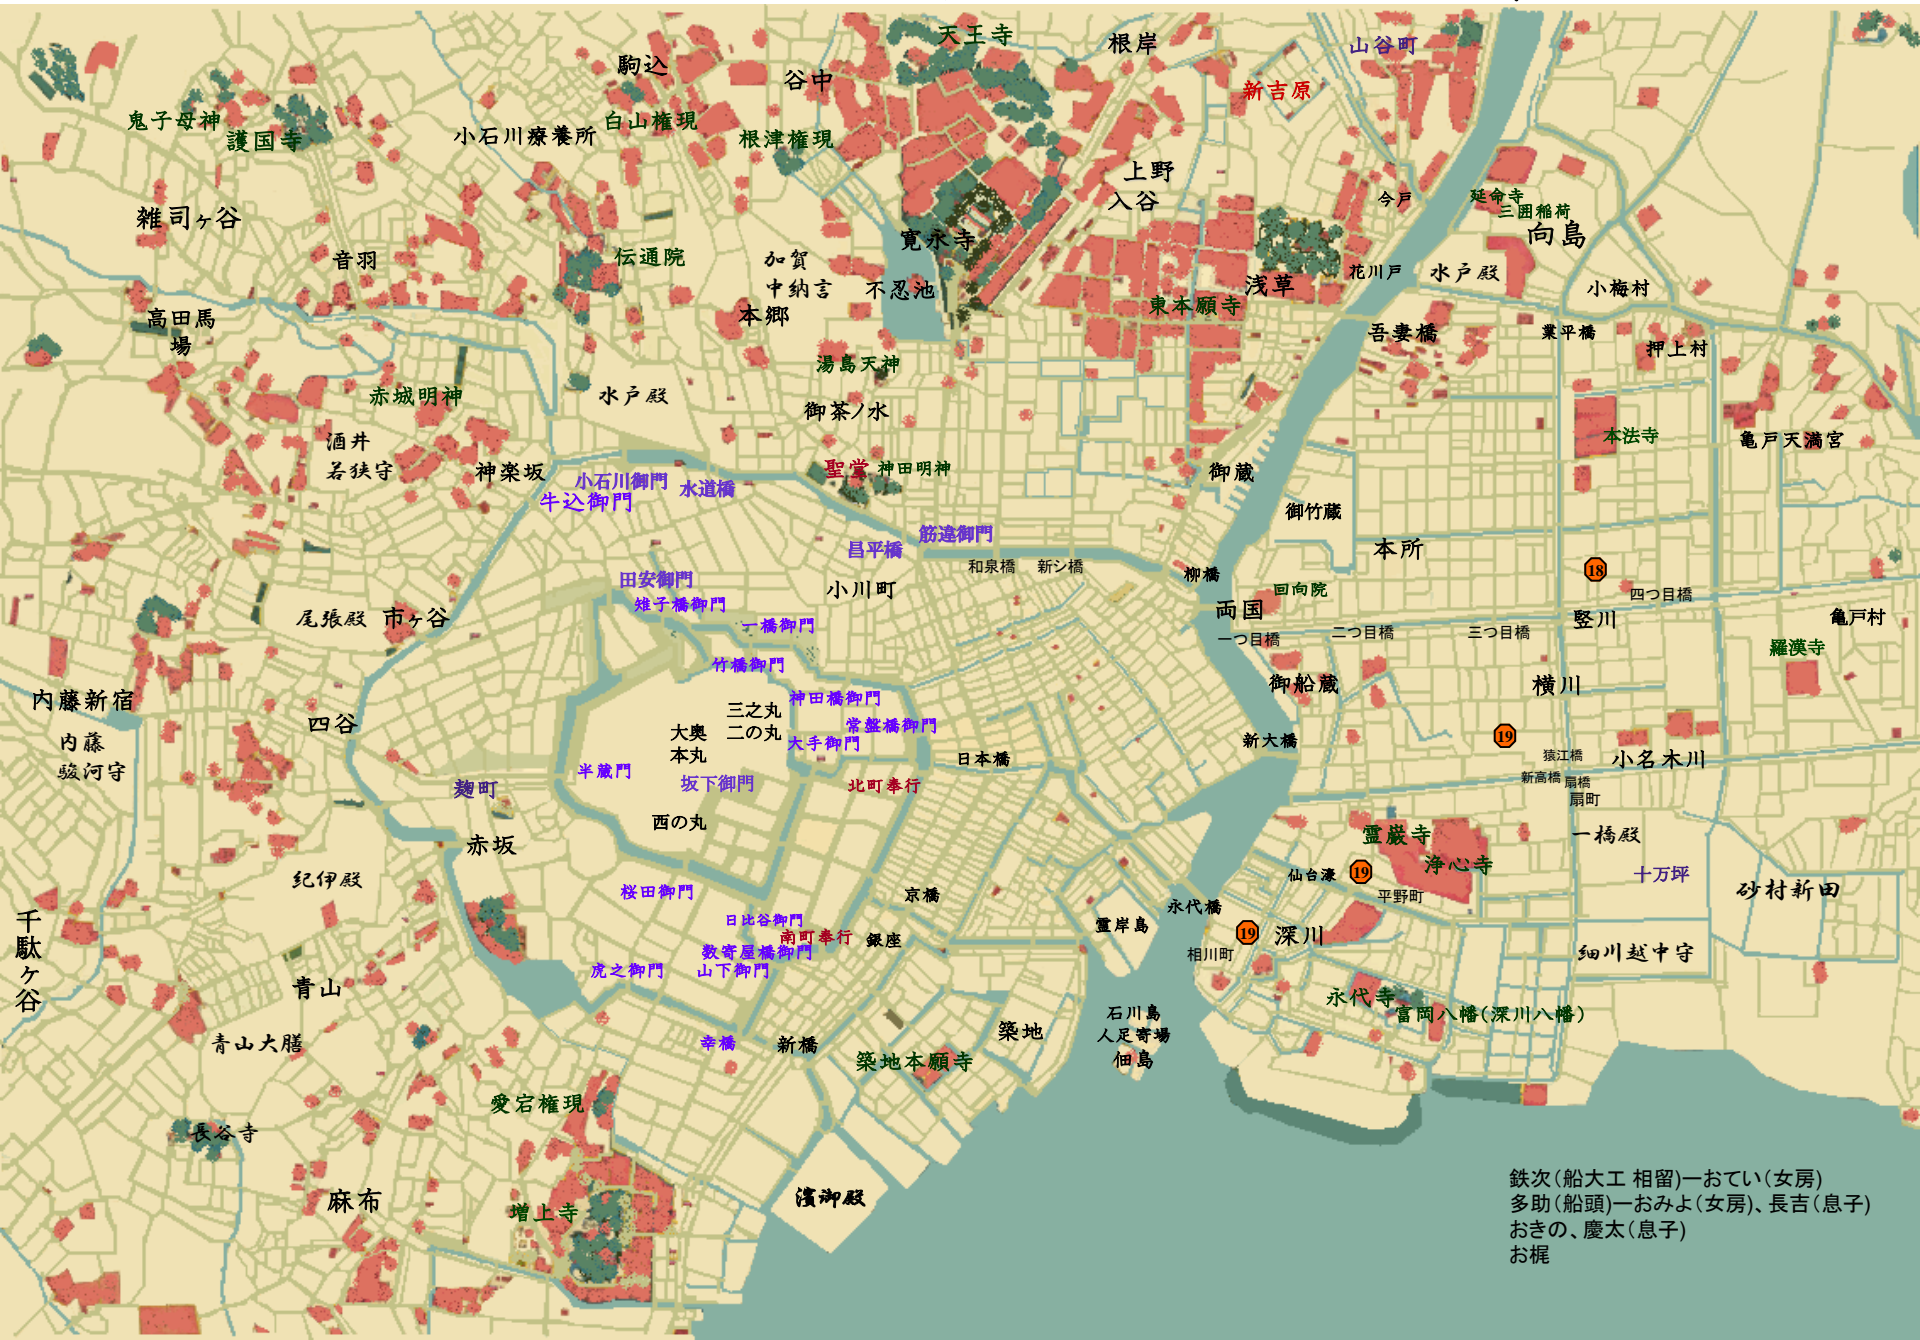 天王寺
根岸
山谷町
駒込
谷中
新吉原
鬼子母神
護国寺
小石川療養所
白山権現
根津権現
上野
入谷
今戸
延命寺
三囲稲荷
向島
雑司ヶ谷
音羽
伝通院
加賀
中納言
本郷
寛永寺
不忍池
浅草
東本願寺
花川戸
水戸殿
小梅村
高田馬
場
吾妻橋
業平橋
押上村
湯島天神
赤城明神
水戸殿
御茶ノ水
酒井
若狭守
神楽坂
聖堂
神田明神
御蔵
本法寺
亀戸天満宮
小石川御門
牛込御門
水道橋
御竹蔵
筋違御門
昌平橋
和泉橋
新シ橋
柳橋
本所
18
田安御門
雉子橋御門
小川町
回向院
両国
四つ目橋
竪川
亀戸村
尾張殿
市ヶ谷
一橋御門
一つ目橋
二つ目橋
三つ目橋
羅漢寺
竹橋御門
御船蔵
横川
内藤新宿
神田橋御門
四谷
三之丸
二の丸
大奥
本丸
常盤橋御門
大手御門
内藤
駿河守
日本橋
新大橋
19
猿江橋
小名木川
半蔵門
坂下御門
北町奉行
新高橋
扇橋
扇町
麹町
西の丸
赤坂
霊巌寺
浄心寺
一橋殿
紀伊殿
桜田御門
京橋
仙台濠
19
平野町
十万坪
砂村新田
千駄ヶ谷
日比谷御門
南町奉行
銀座
霊岸島
永代橋
19
深川
相川町
数寄屋橋御門
細川越中守
虎之御門
山下御門
青山
永代寺
富岡八幡(深川八幡)
石川島
人足寄場
佃島
青山大膳
幸橋
新橋
築地
築地本願寺
愛宕権現
長谷寺
麻布
増上寺
濱御殿
鉄次(船大工 相留)ーおてい(女房)
多助(船頭)ーおみよ(女房)、長吉(息子)
おきの、慶太(息子)
お梶